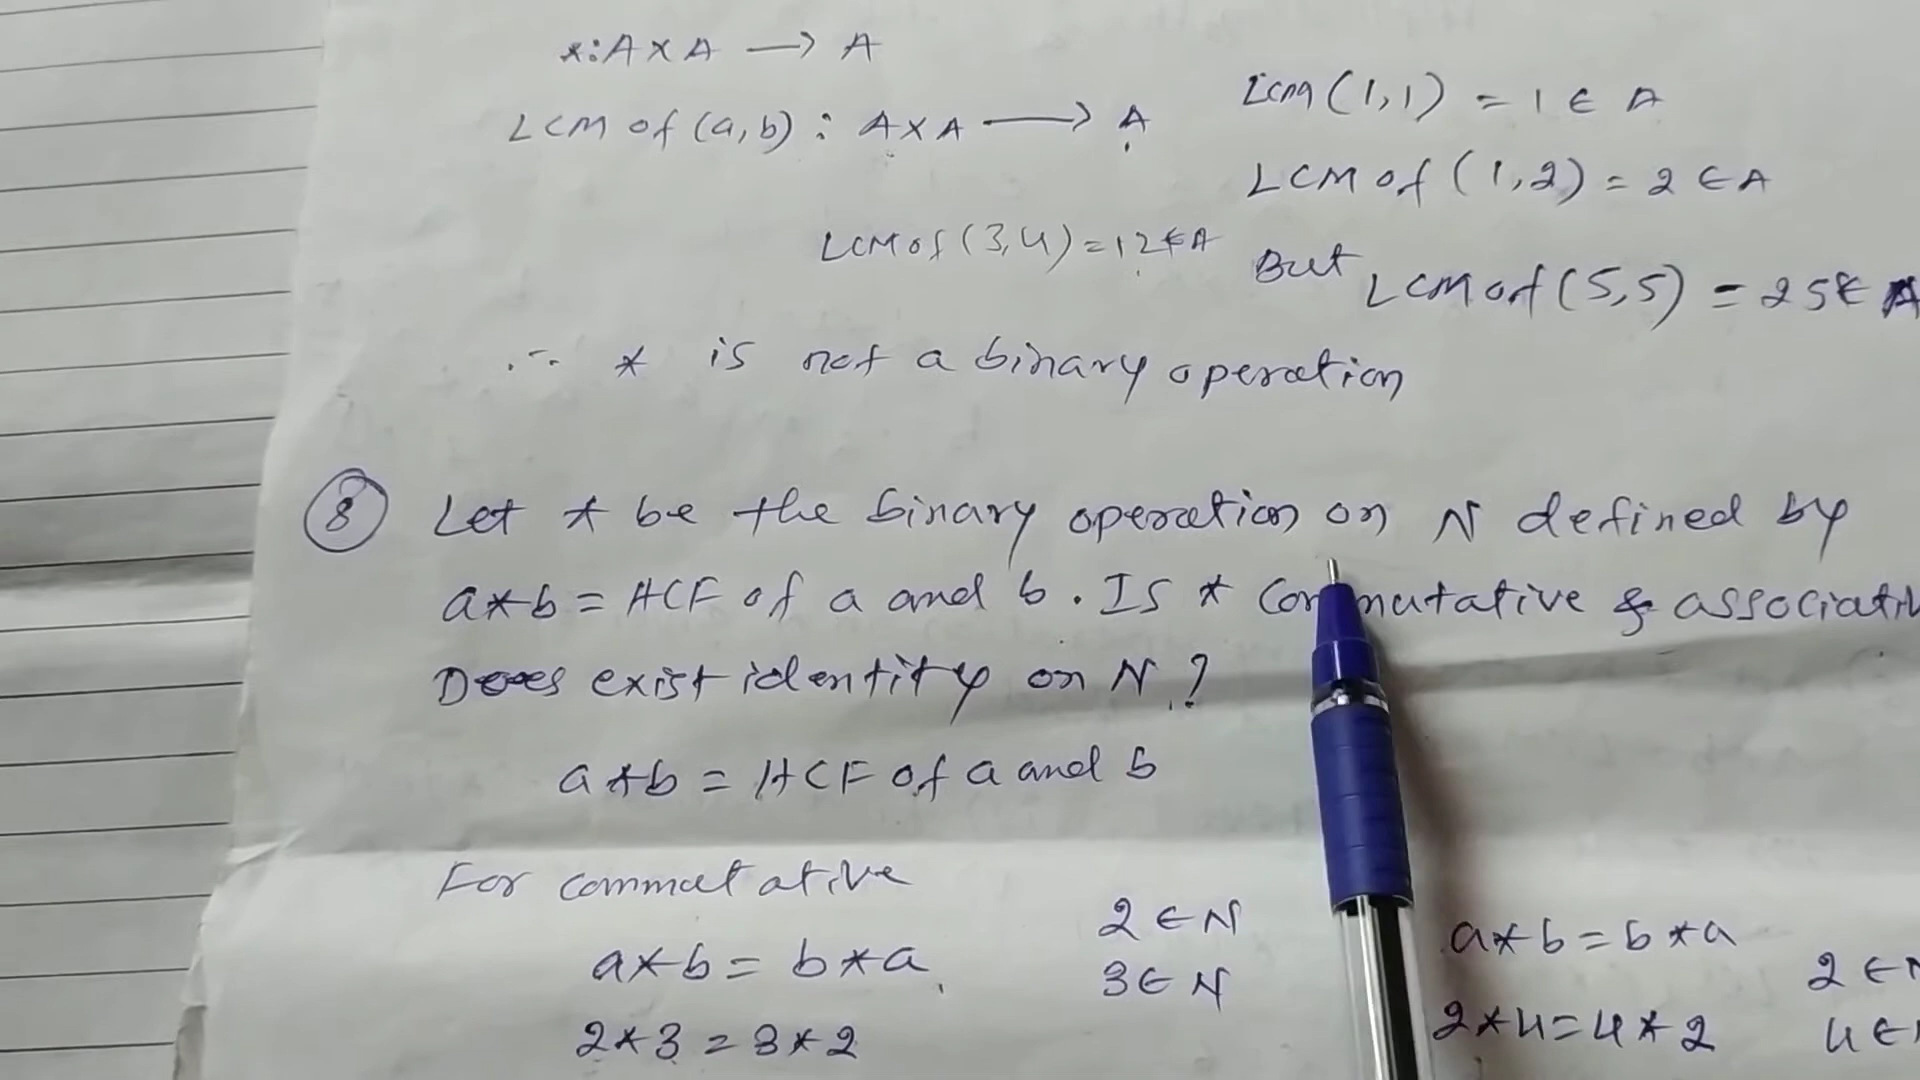 *: A × A → A
LCM of (a, b) : A × A → A
LCM (1,1) = 1 ∈ A
LCM of (1,2) = 2 ∈ A
LCM of (3,4) = 12 ∉ A
But LCM of (5,5) = 25 ∉ A
∴ * is not a binary operation
8 Let * be the binary operation on N defined by
a*b = HCF of a and b. Is * commutative & associativ
Does exist identity on N ?
a*b = HCF of a and b
For commutative
a*b = b*a,
2*3 = 3*2
2 ∈ N
3 ∈ N
a*b = b*a
2*4 = 4*2
2 ∈ N
4 ∈